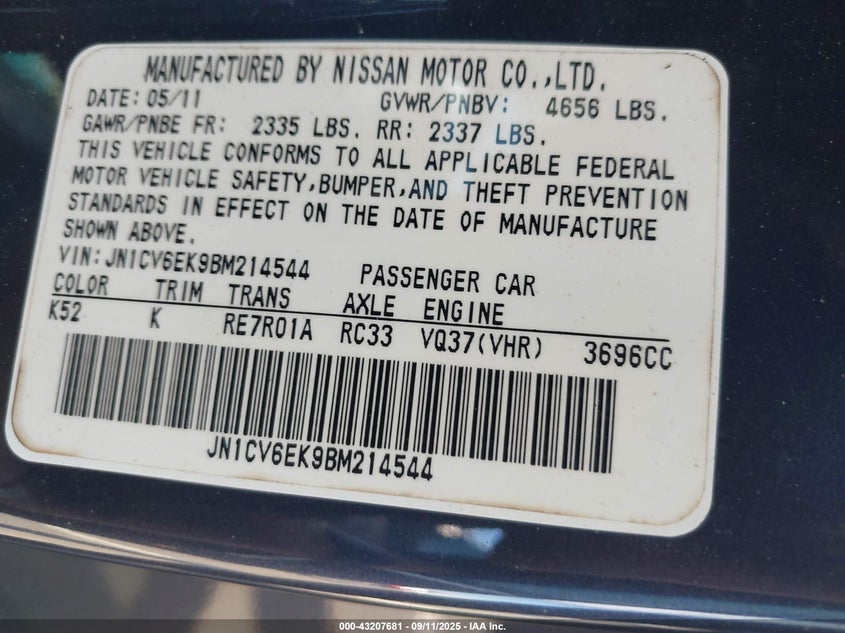 MANUFACTURED BY NISSAN MOTOR CO.,LTD.
DATE: 05/11 GVWR/PNBV: 4656 LBS.
GAWR/PNBE FR: 2335 LBS. RR: 2337 LBS.
THIS VEHICLE CONFORMS TO ALL APPLICABLE FEDERAL
MOTOR VEHICLE SAFETY,BUMPER,AND THEFT PREVENTION
STANDARDS IN EFFECT ON THE DATE OF MANUFACTURE
SHOWN ABOVE.
VIN:JN1CV6EK9BM214544 PASSENGER CAR
COLOR TRIM TRANS AXLE ENGINE
K52 K RE7R01A RC33 VQ37(VHR) 3696CC
JN1CV6EK9BM214544
000-43207681 - 09/11/2025 - IAA Inc.